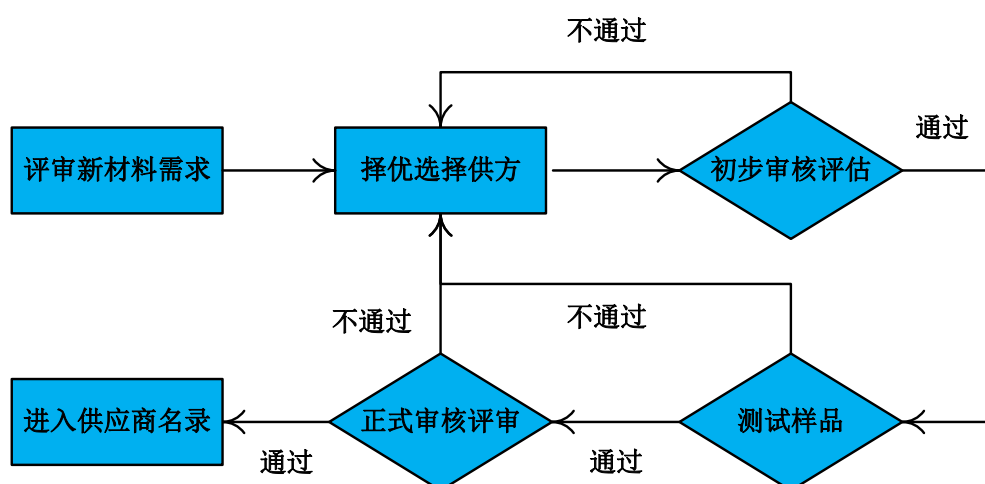 不通过
通过
评审新材料需求
择优选择供方
初步审核评估
不通过
不通过
进入供应商名录
正式审核评审
测试样品
通过
通过